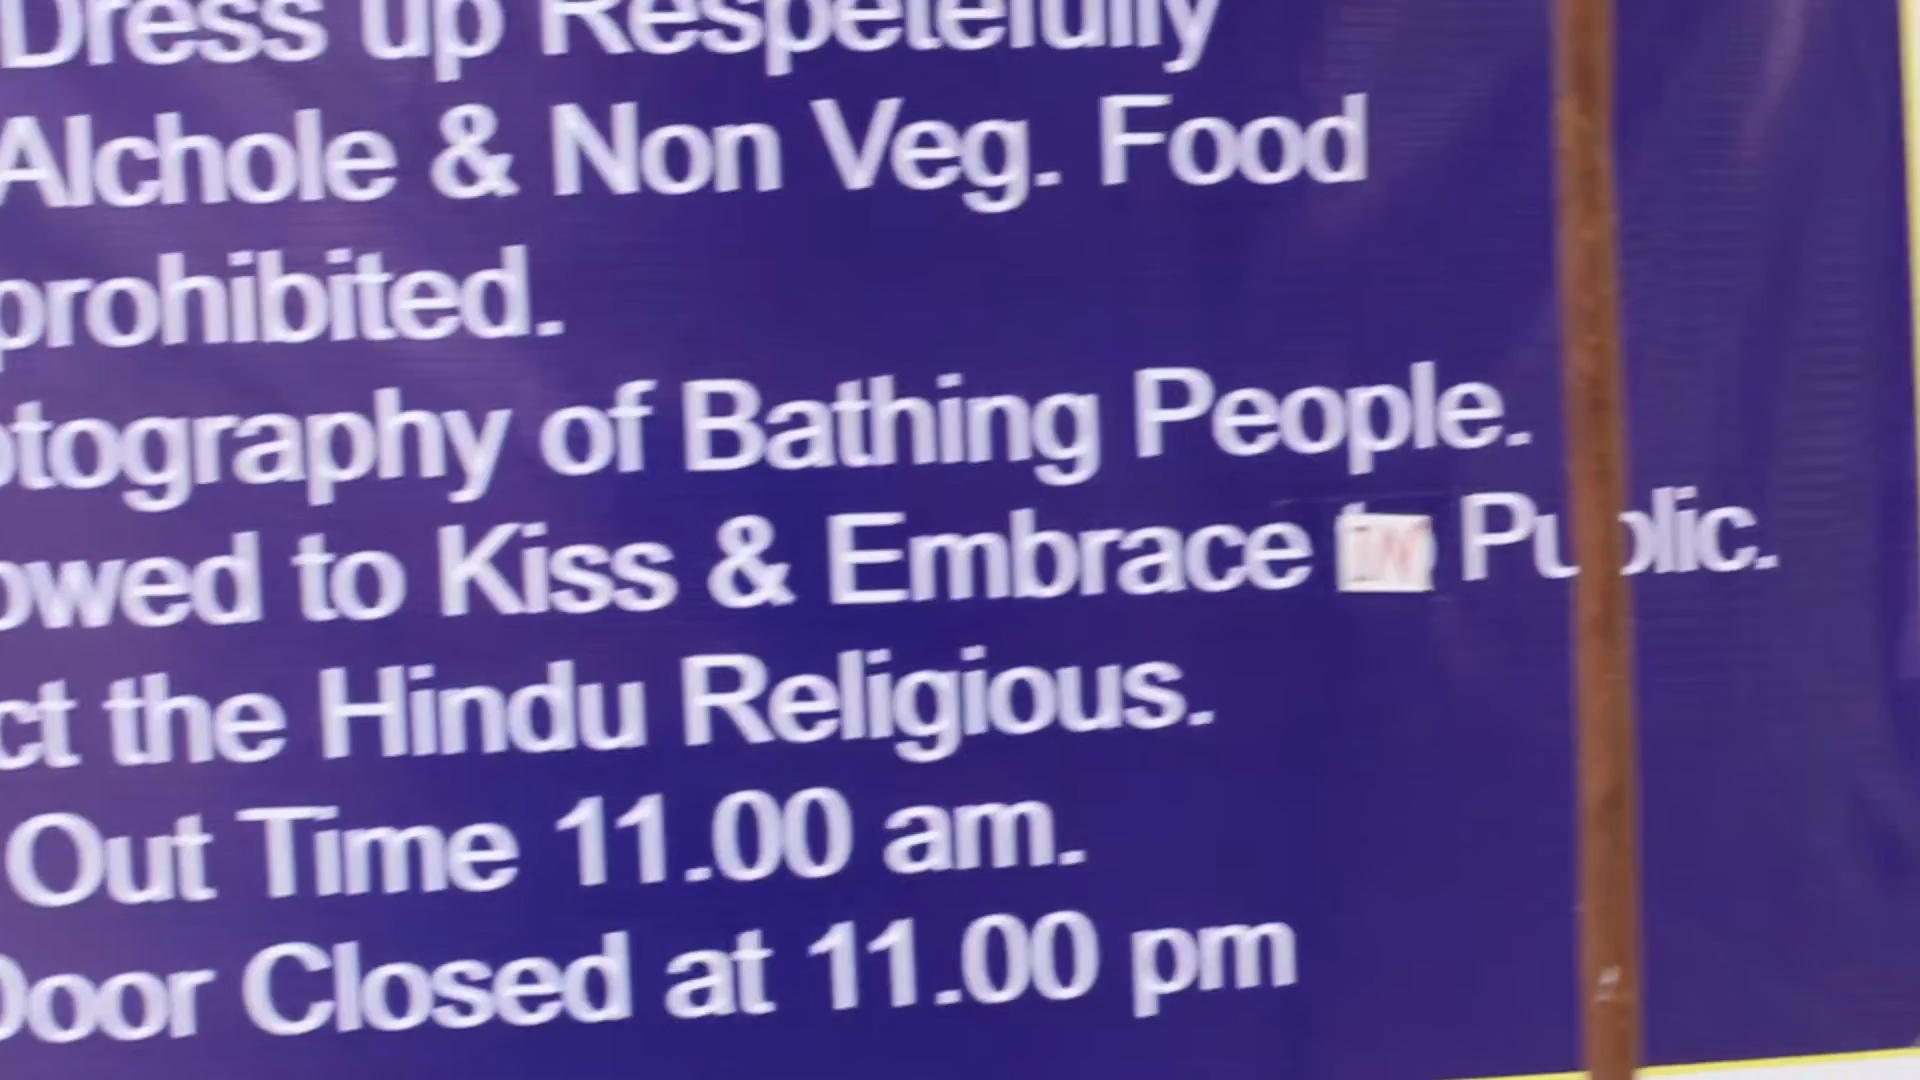 Dress up Respetefully
Alchole & Non Veg. Food
prohibited.
otography of Bathing People.
owed to Kiss & Embrace IN Public.
ct the Hindu Religious.
Out Time 11.00 am.
Door Closed at 11.00 pm